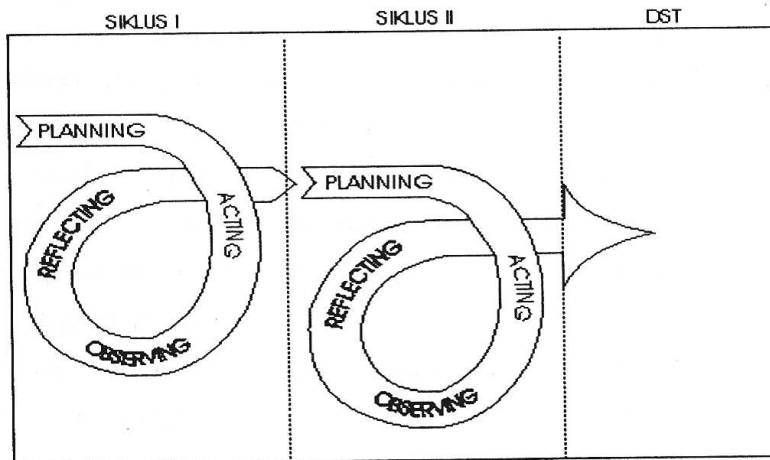 SIKLUS I
SIKLUS II
DST
PLANNING
ACTING
OBSERVING
REFLECTING
PLANNING
ACTING
OBSERVING
REFLECTING